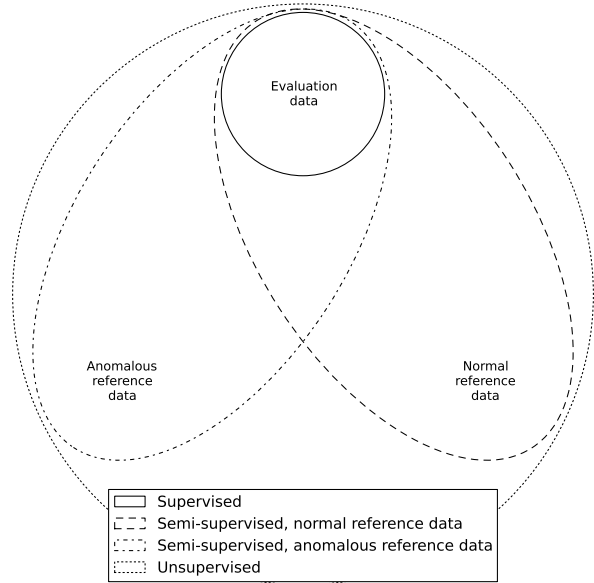 Evaluation
data
Anomalous
reference
data
Normal
reference
data
Supervised
Semi-supervised, normal reference data
Semi-supervised, anomalous reference data
Unsupervised